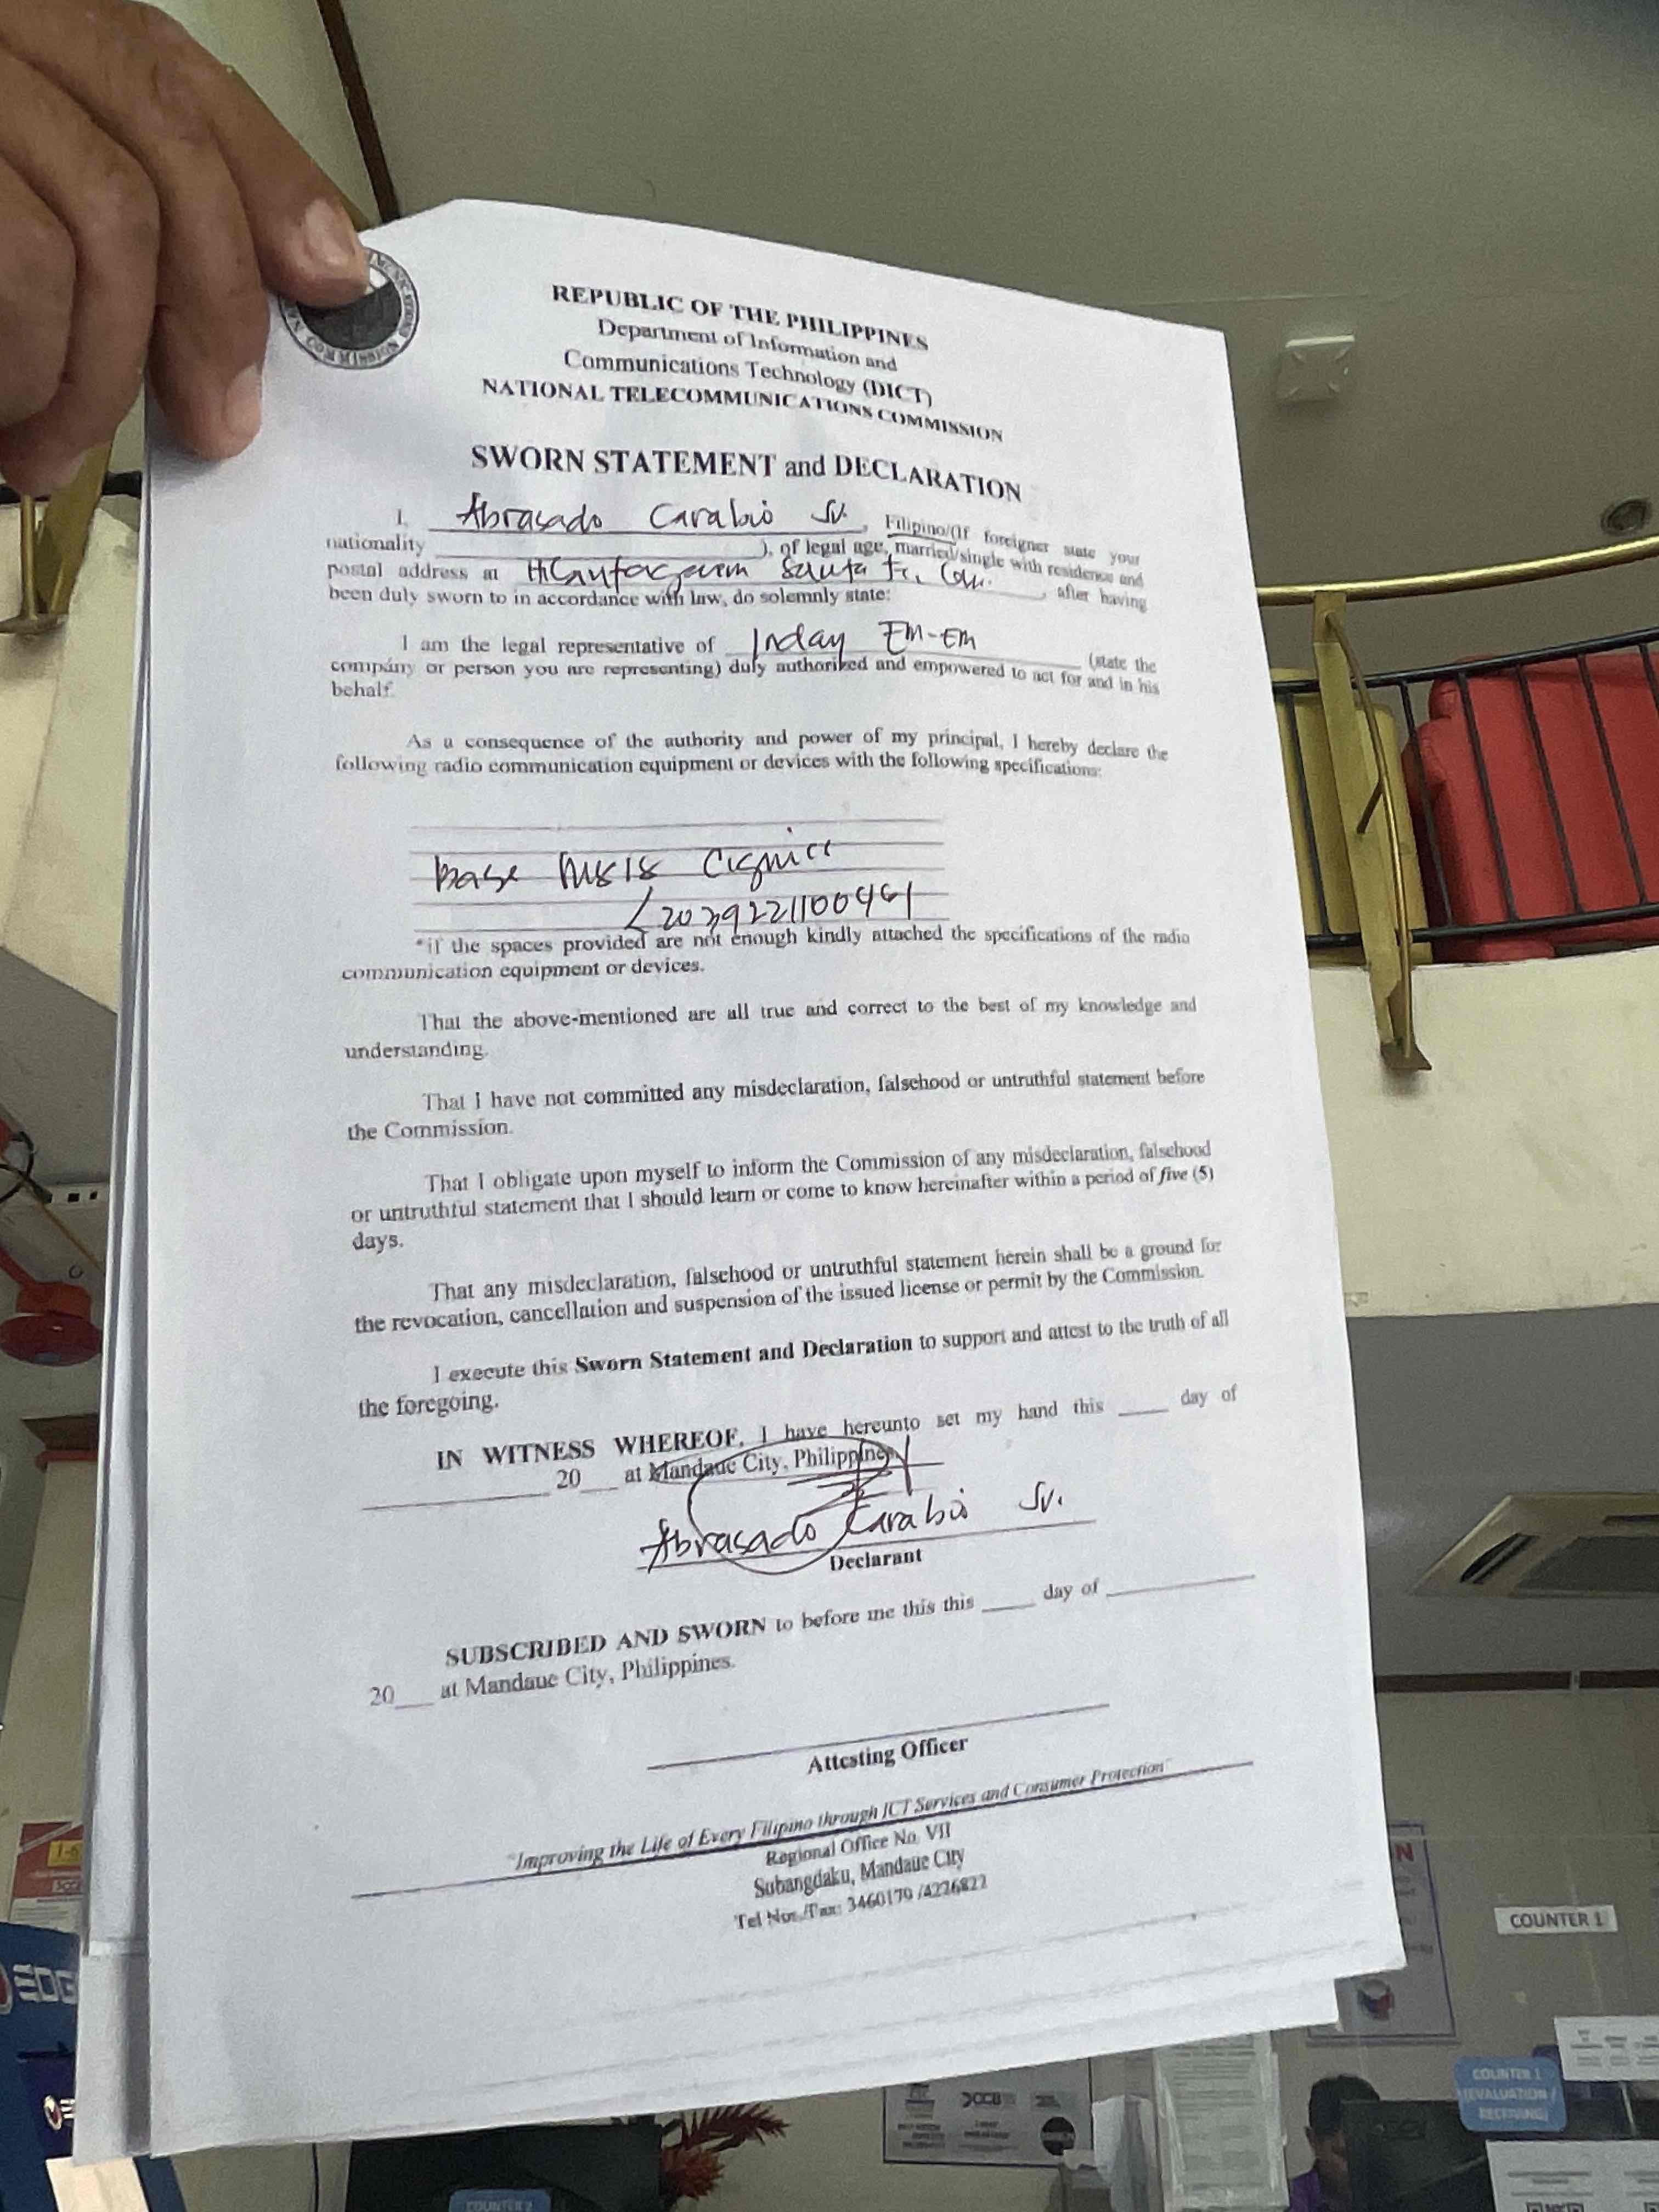 REPUBLIC OF THE PHILIPPINES
Department of Information and
Communications Technology (DICT)
NATIONAL TELECOMMUNICATIONS COMMISSION
SWORN STATEMENT and DECLARATION
I, Abrasado Carabio Sr., Filipino/(If foreigner state your
nationality ____________), of legal age, married/single with residence and
postal address at Santa Fe, , after having
been duly sworn to in accordance with law, do solemnly state:
I am the legal representative of Inday Em-Em (state the
company or person you are representing) duly authorized and empowered to act for and in his
behalf.
As a consequence of the authority and power of my principal, I hereby declare the
following radio communication equipment or devices with the following specifications:
Base
*if the spaces provided are not enough kindly attached the specifications of the radio
communication equipment or devices.
That the above-mentioned are all true and correct to the best of my knowledge and
understanding.
That I have not committed any misdeclaration, falsehood or untruthful statement before
the Commission.
That I obligate upon myself to inform the Commission of any misdeclaration, falsehood
or untruthful statement that I should learn or come to know hereinafter within a period of five (5)
days.
That any misdeclaration, falsehood or untruthful statement herein shall be a ground for
the revocation, cancellation and suspension of the issued license or permit by the Commission.
I execute this Sworn Statement and Declaration to support and attest to the truth of all
the foregoing.
IN WITNESS WHEREOF, I have hereunto set my hand this ____ day of
____________ 20___ at Mandaue City, Philippines
Abrasado Carabio Sr.
Declarant
SUBSCRIBED AND SWORN to before me this this ____ day of ____________
20___ at Mandaue City, Philippines.
Attesting Officer
"Improving the Life of Every Filipino through ICT Services and Consumer Protection"
Regional Office No. VII
Subangdaku, Mandaue City
Tel Nos./Fax: 3460179 /4226822
COUNTER 1
COUNTER 1
(EVALUATION /
RECEIVING)
COUNTER 2